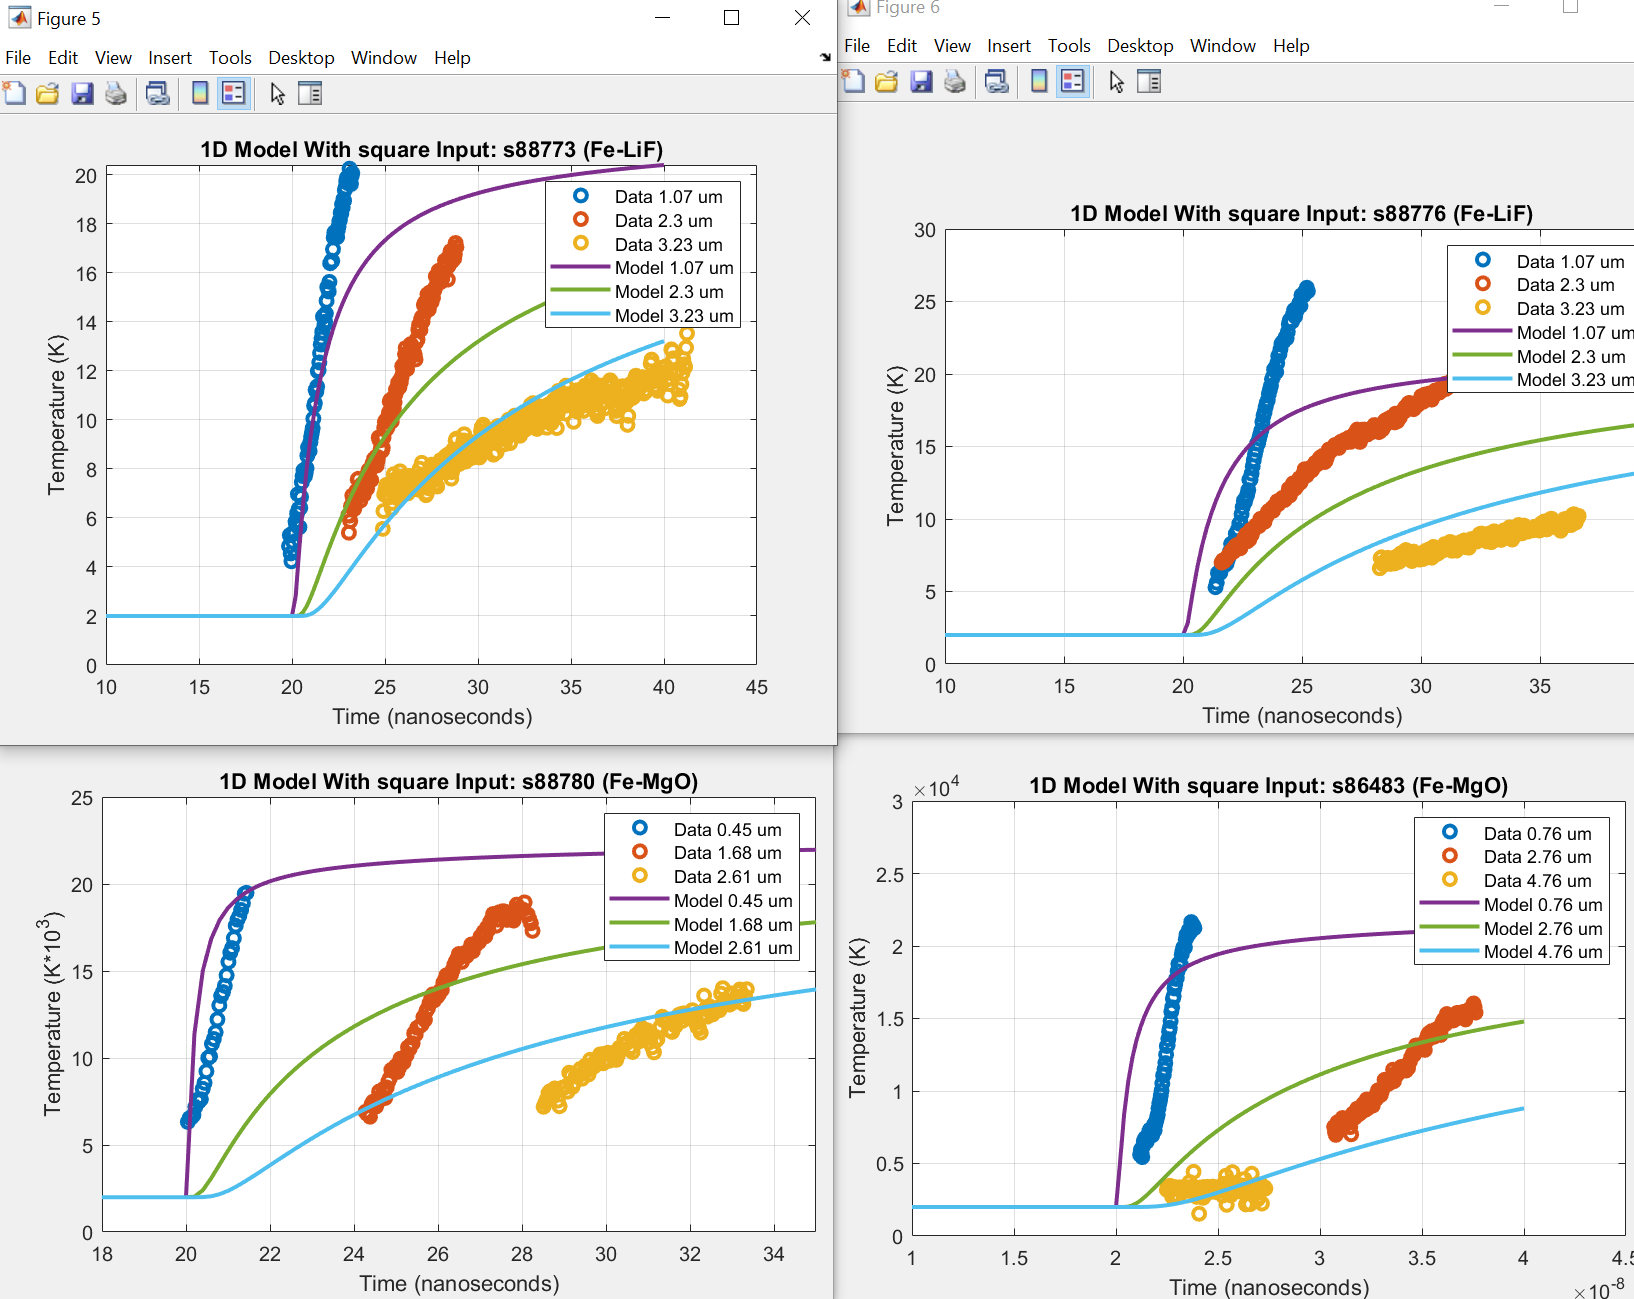 Figure 5
File Edit View Insert Tools Desktop Window Help
1D Model With square Input: s88773 (Fe-LiF)
20
18
16
14
12
10
8
6
4
2
0
Temperature (K)
Data 1.07 um
Data 2.3 um
Data 3.23 um
Model 1.07 um
Model 2.3 um
Model 3.23 um
10 15 20 25 30 35 40 45
Time (nanoseconds)
Figure 6
File Edit View Insert Tools Desktop Window Help
1D Model With square Input: s88776 (Fe-LiF)
30
25
20
15
10
5
0
Temperature (K)
Data 1.07 um
Data 2.3 um
Data 3.23 um
Model 1.07 um
Model 2.3 um
Model 3.23 um
10 15 20 25 30 35
Time (nanoseconds)
1D Model With square Input: s88780 (Fe-MgO)
25
20
15
10
5
0
Temperature (K*10^3)
Data 0.45 um
Data 1.68 um
Data 2.61 um
Model 0.45 um
Model 1.68 um
Model 2.61 um
18 20 22 24 26 28 30 32 34
Time (nanoseconds)
×10^4
1D Model With square Input: s86483 (Fe-MgO)
3
2.5
2
1.5
1
0.5
0
Temperature (K)
Data 0.76 um
Data 2.76 um
Data 4.76 um
Model 0.76 um
Model 2.76 um
Model 4.76 um
1 1.5 2 2.5 3 3.5 4 4.5
Time (nanoseconds)
×10^-8